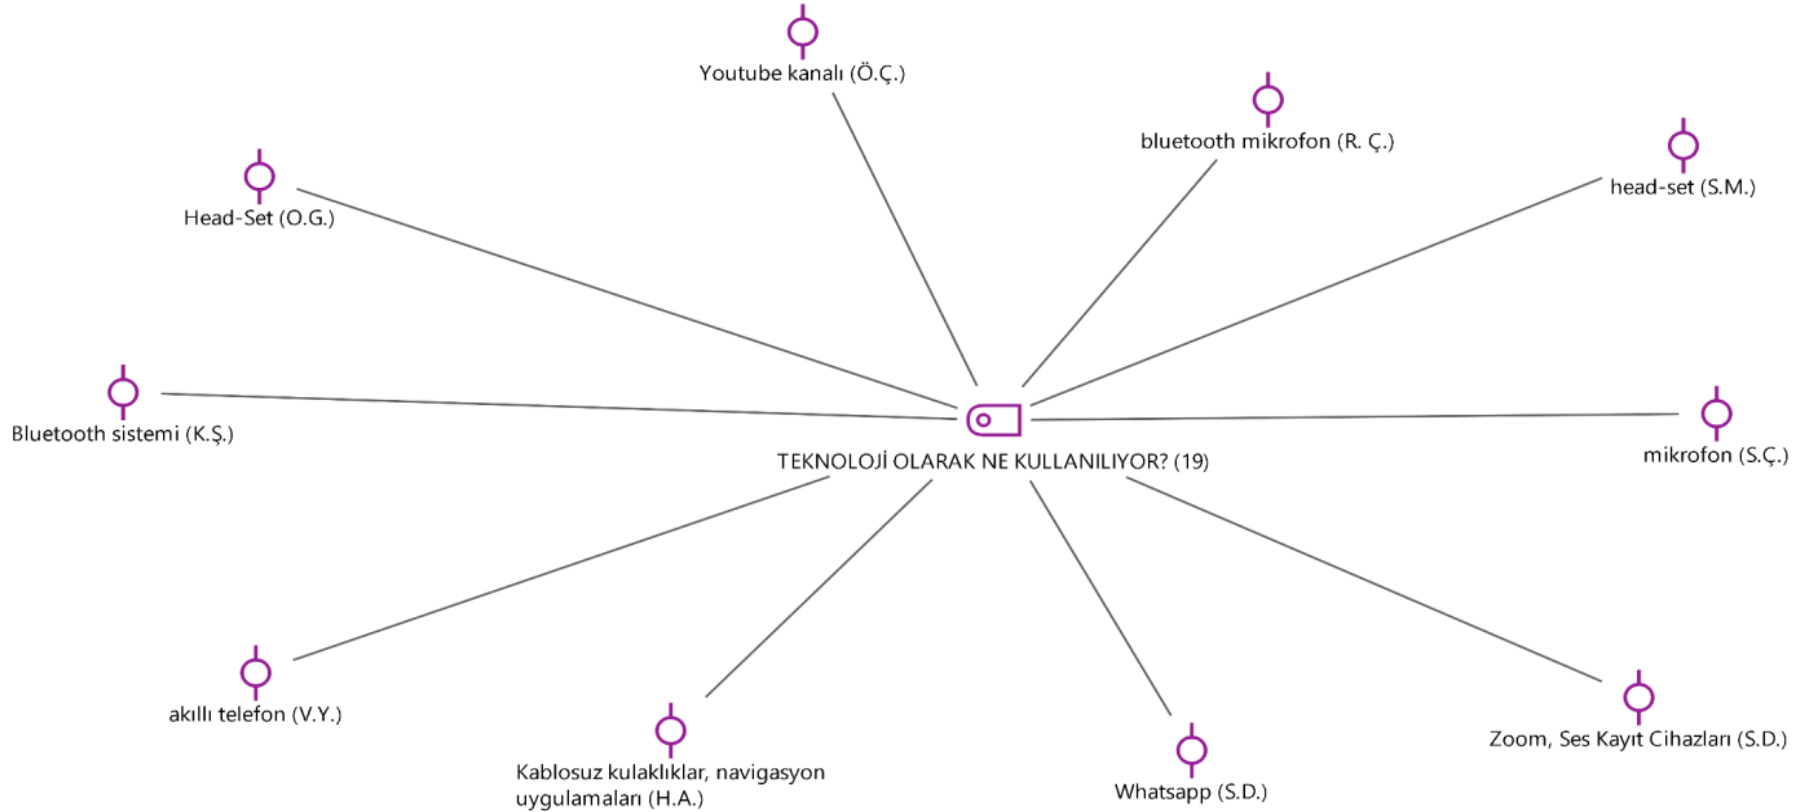 Youtube kanalı (Ö.Ç.)
bluetooth mikrofon (R. Ç.)
head-set (S.M.)
Head-Set (O.G.)
Bluetooth sistemi (K.Ş.)
TEKNOLOJİ OLARAK NE KULLANILIYOR? (19)
mikrofon (S.Ç.)
akıllı telefon (V.Y.)
Kablosuz kulaklıklar, navigasyon
uygulamaları (H.A.)
Whatsapp (S.D.)
Zoom, Ses Kayıt Cihazları (S.D.)